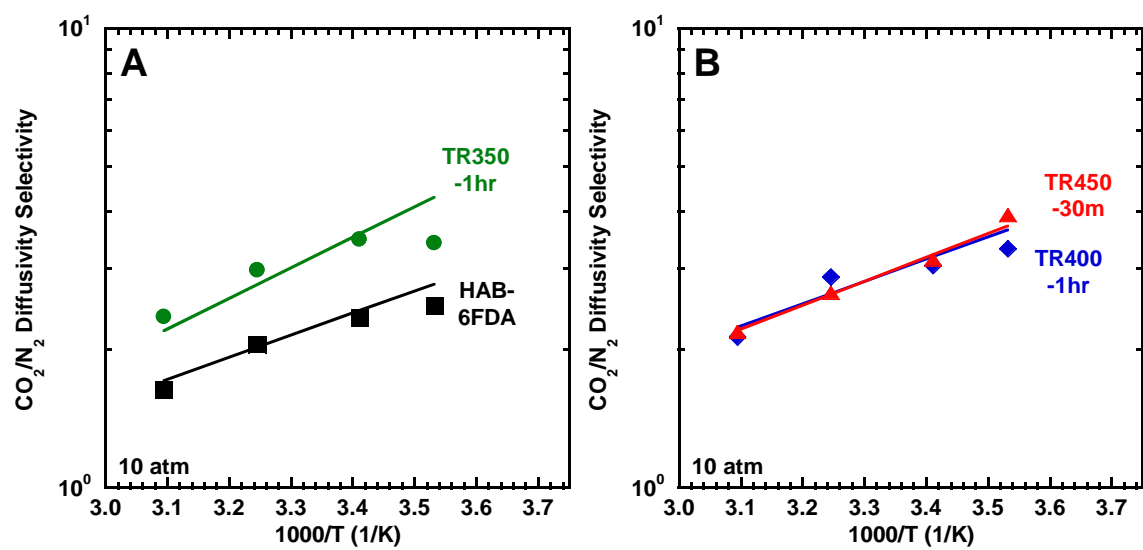 A
10¹
10⁰
CO₂/N₂ Diffusivity Selectivity
TR350
-1hr
HAB-
6FDA
10 atm
3.0 3.1 3.2 3.3 3.4 3.5 3.6 3.7
1000/T (1/K)
B
10¹
10⁰
CO₂/N₂ Diffusivity Selectivity
TR450
-30m
TR400
-1hr
10 atm
3.0 3.1 3.2 3.3 3.4 3.5 3.6 3.7
1000/T (1/K)